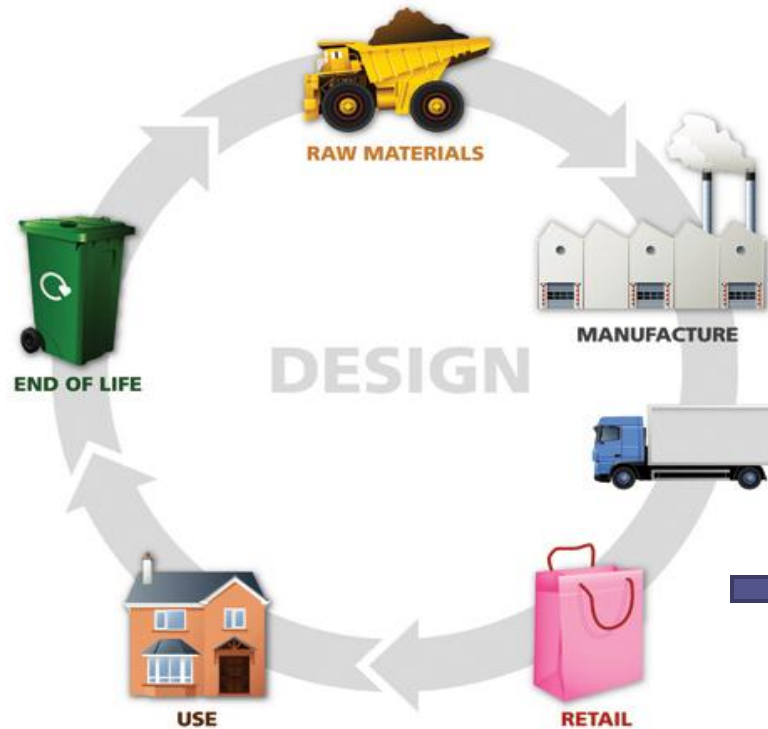 RAW MATERIALS
MANUFACTURE
DESIGN
END OF LIFE
USE
RETAIL